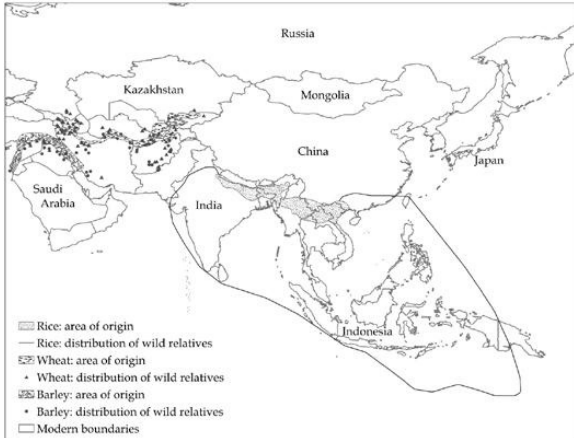 Russia
Kazakhstan
Mongolia
China
Japan
Saudi
Arabia
India
Indonesia
Rice: area of origin
Rice: distribution of wild relatives
Wheat: area of origin
Wheat: distribution of wild relatives
Barley: area of origin
Barley: distribution of wild relatives
Modern boundaries